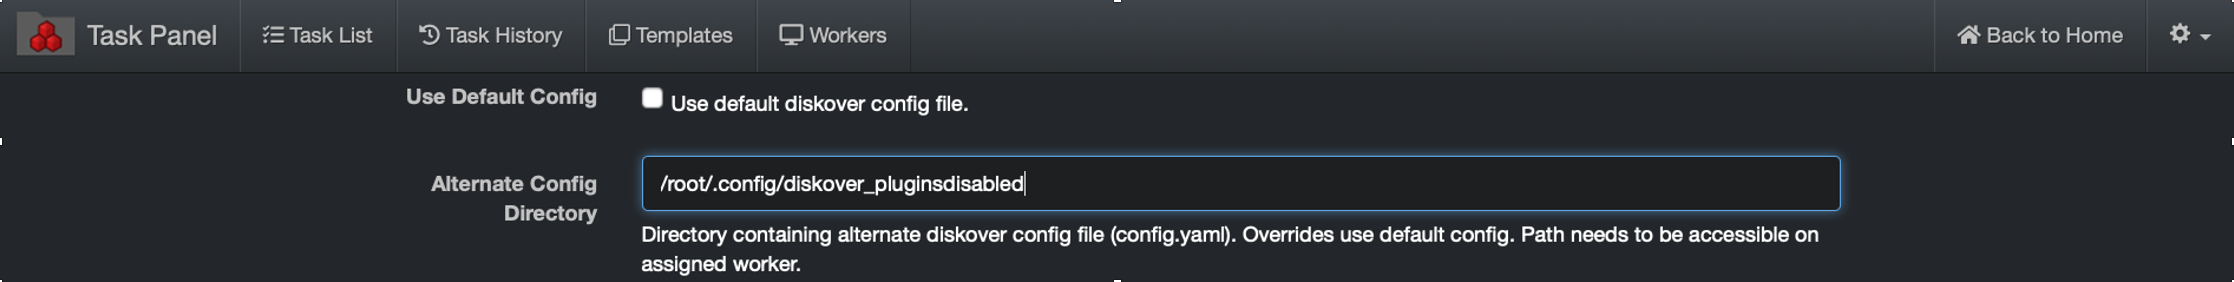 Task Panel Task List Task History Templates Workers Back to Home
Use Default Config Use default diskover config file.
Alternate Config Directory /root/.config/diskover_pluginsdisabled
Directory containing alternate diskover config file (config.yaml). Overrides use default config. Path needs to be accessible on
assigned worker.